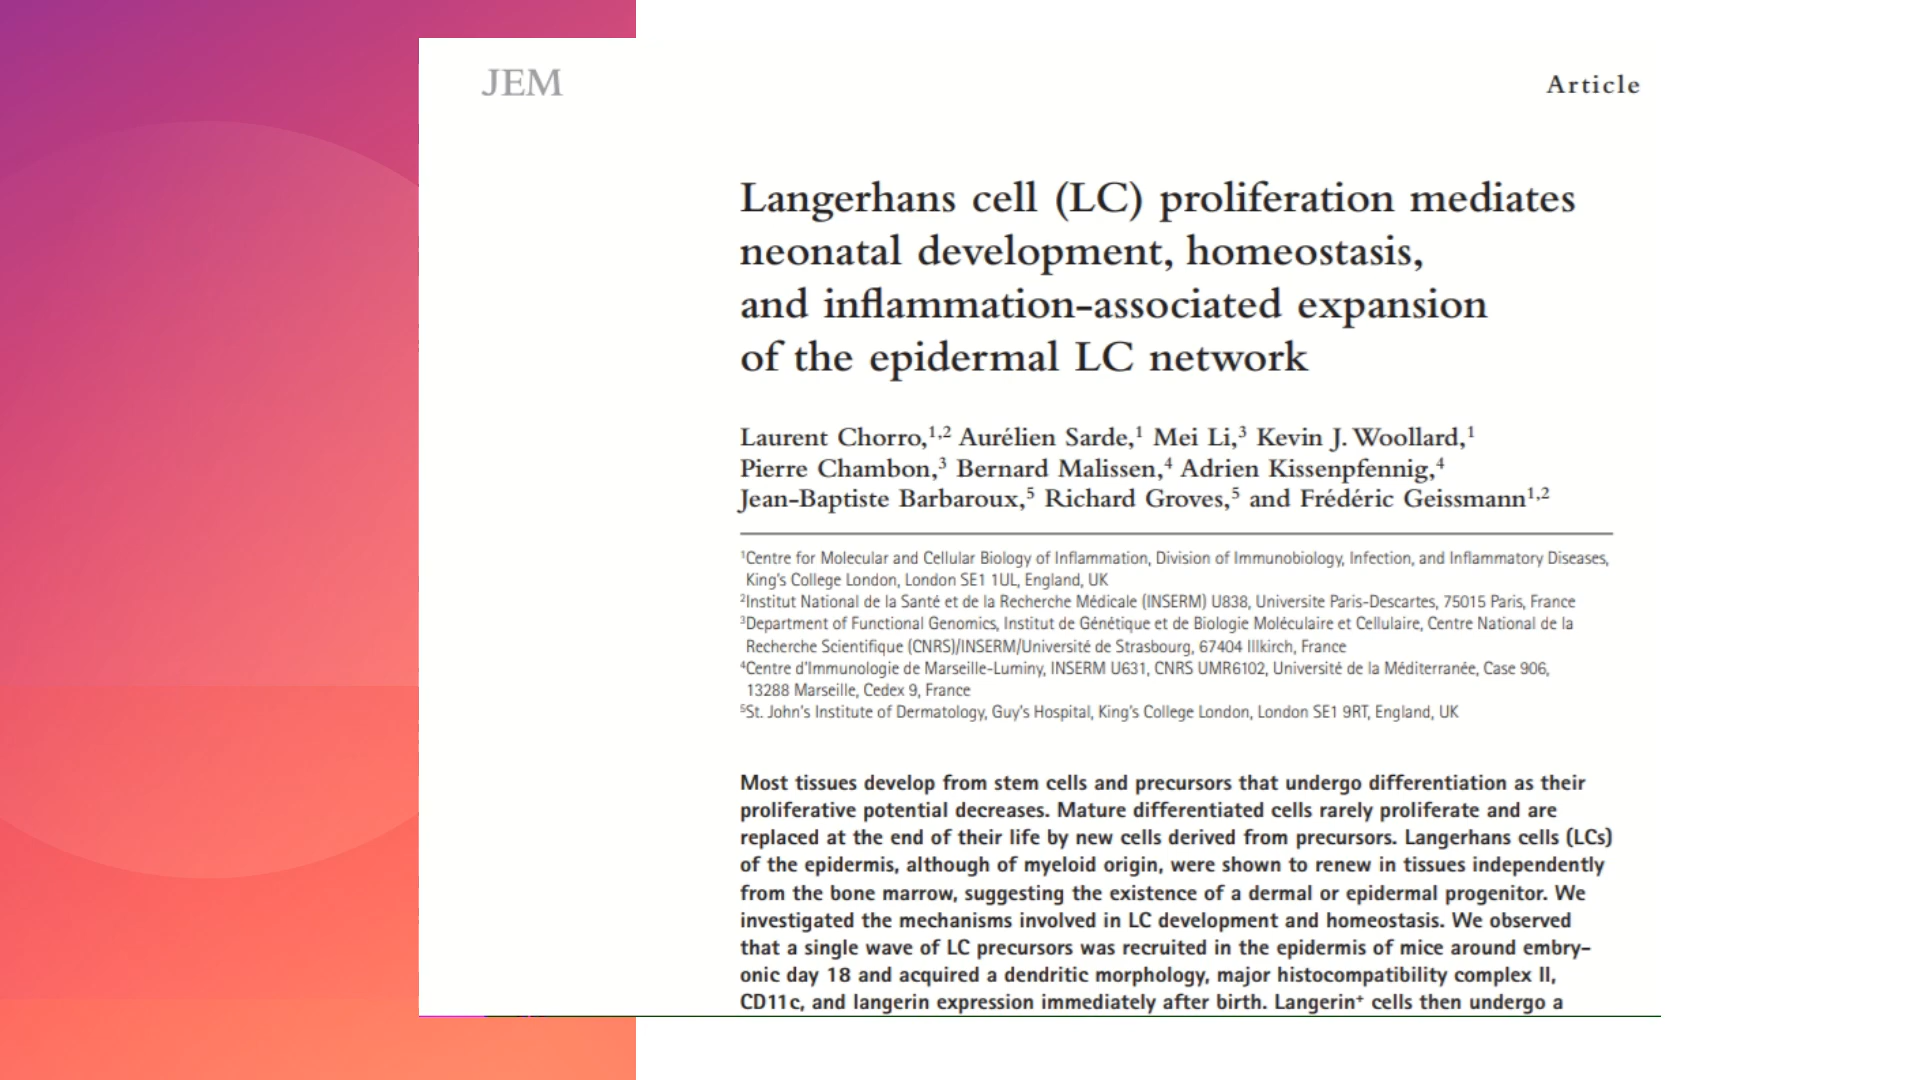 JEM
Article
Langerhans cell (LC) proliferation mediates
neonatal development, homeostasis,
and inflammation-associated expansion
of the epidermal LC network
Laurent Chorro,1,2 Aurélien Sarde,1 Mei Li,3 Kevin J. Woollard,1
Pierre Chambon,3 Bernard Malissen,4 Adrien Kissenpfennig,4
Jean-Baptiste Barbaroux,5 Richard Groves,5 and Frédéric Geissmann1,2
1Centre for Molecular and Cellular Biology of Inflammation, Division of Immunobiology, Infection, and Inflammatory Diseases,
King's College London, London SE1 1UL, England, UK
2Institut National de la Santé et de la Recherche Médicale (INSERM) U838, Universite Paris-Descartes, 75015 Paris, France
3Department of Functional Genomics, Institut de Génétique et de Biologie Moléculaire et Cellulaire, Centre National de la
Recherche Scientifique (CNRS)/INSERM/Université de Strasbourg, 67404 Illkirch, France
4Centre d'Immunologie de Marseille-Luminy, INSERM U631, CNRS UMR6102, Université de la Méditerranée, Case 906,
13288 Marseille, Cedex 9, France
5St. John's Institute of Dermatology, Guy's Hospital, King's College London, London SE1 9RT, England, UK
Most tissues develop from stem cells and precursors that undergo differentiation as their
proliferative potential decreases. Mature differentiated cells rarely proliferate and are
replaced at the end of their life by new cells derived from precursors. Langerhans cells (LCs)
of the epidermis, although of myeloid origin, were shown to renew in tissues independently
from the bone marrow, suggesting the existence of a dermal or epidermal progenitor. We
investigated the mechanisms involved in LC development and homeostasis. We observed
that a single wave of LC precursors was recruited in the epidermis of mice around embry-
onic day 18 and acquired a dendritic morphology, major histocompatibility complex II,
CD11c, and langerin expression immediately after birth. Langerin+ cells then undergo a